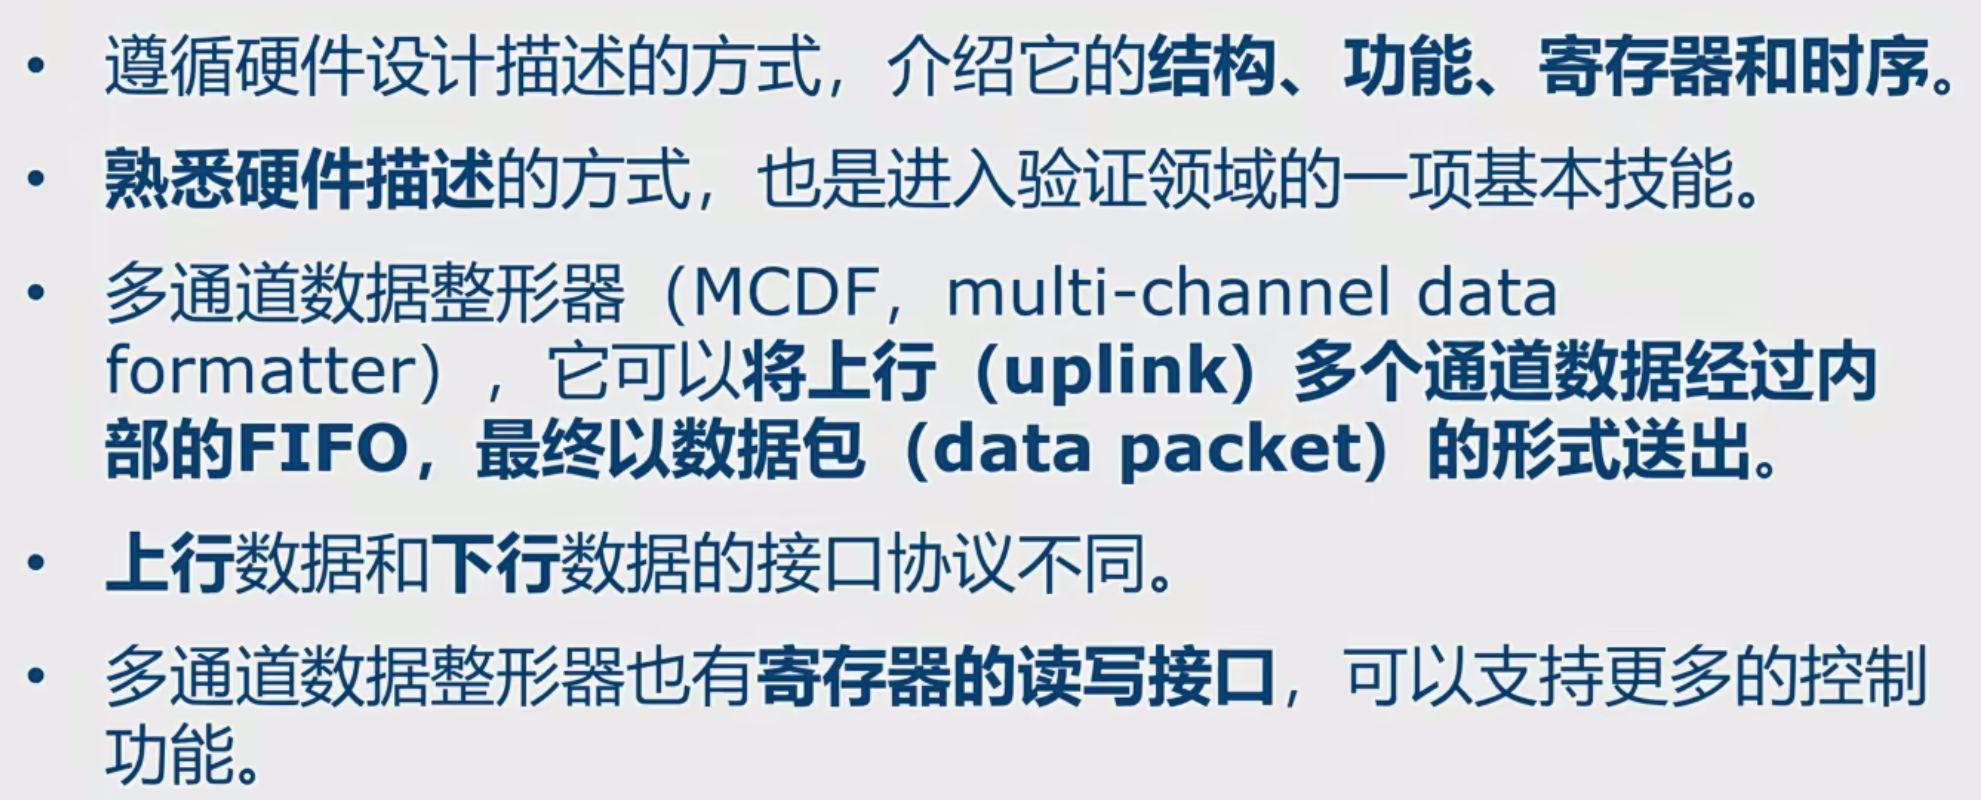 • 遵循硬件设计描述的方式，介绍它的结构、功能、寄存器和时序。
• 熟悉硬件描述的方式，也是进入验证领域的一项基本技能。
• 多通道数据整形器（MCDF，multi-channel data
formatter），它可以将上行（uplink）多个通道数据经过内
部的FIFO，最终以数据包（data packet）的形式送出。
• 上行数据和下行数据的接口协议不同。
• 多通道数据整形器也有寄存器的读写接口，可以支持更多的控制
功能。